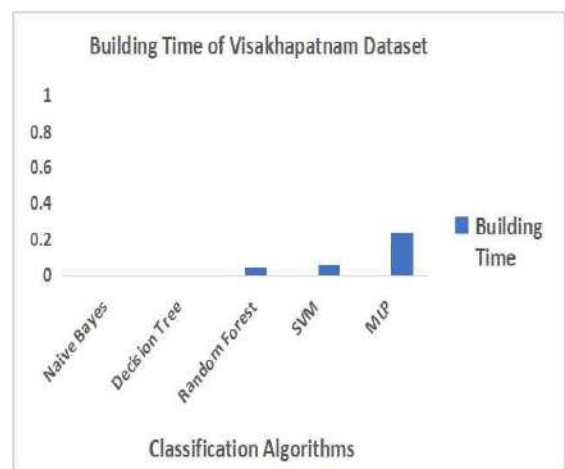 Building Time of Visakhapatnam Dataset
1
0.8
0.6
0.4
0.2
0
Naive Bayes
Decision Tree
Random Forest
SVM
MLP
Building
Time
Classification Algorithms